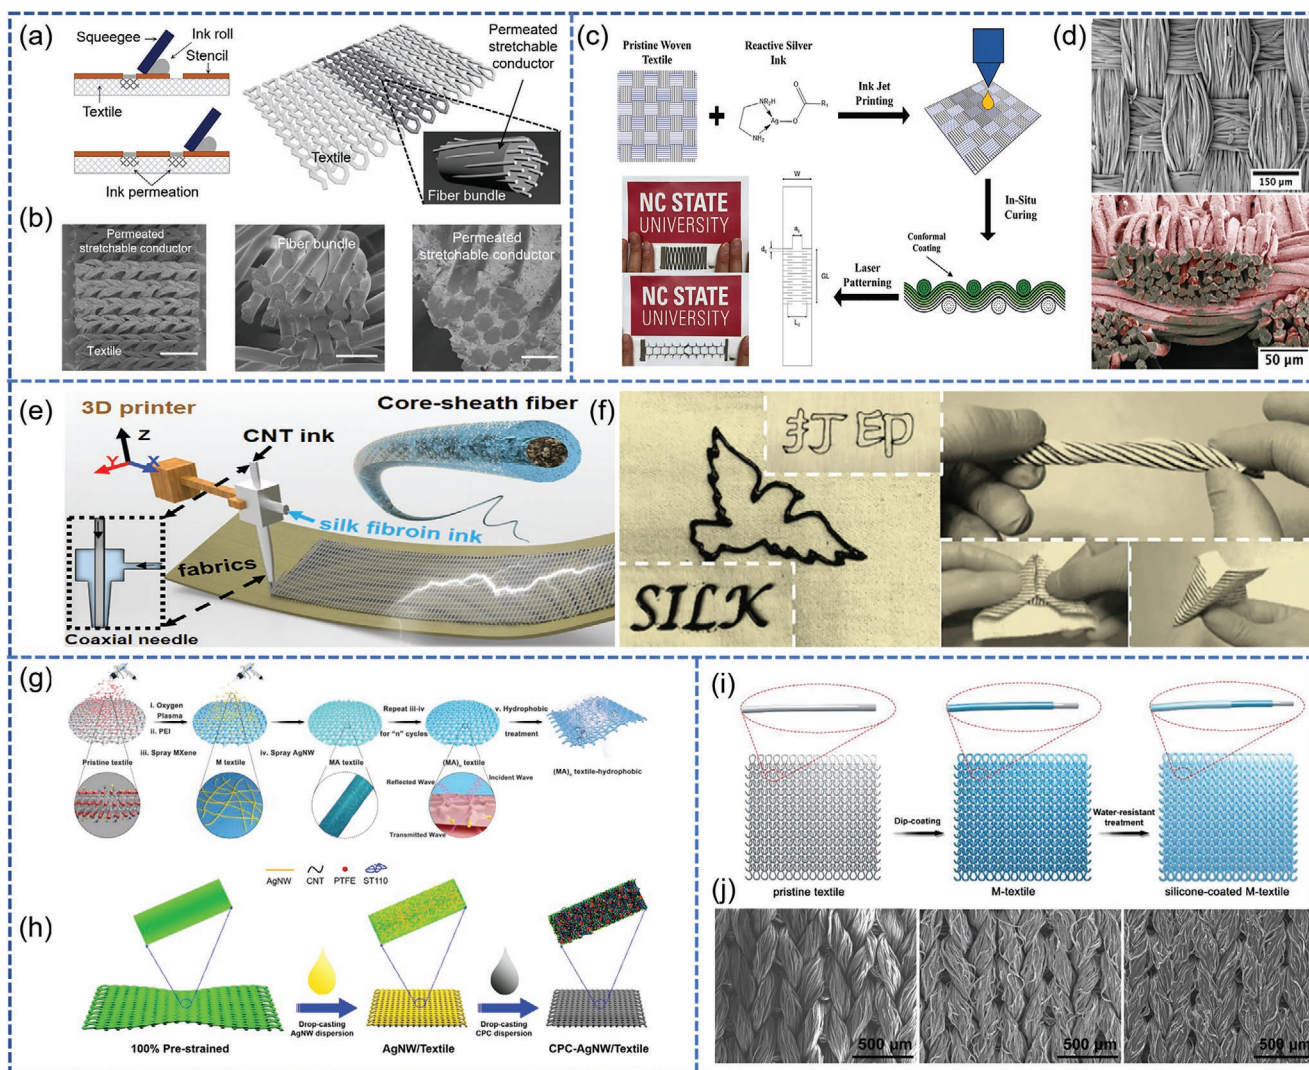 (a)
Squeegee
Ink roll
Stencil
Textile
Ink permeation
Permeated
stretchable
conductor
Textile
Fiber bundle
(b)
Permeated
stretchable conductor
Textile
Fiber bundle
Permeated
stretchable conductor
(c)
Pristine Woven
Textile
Reactive Silver
Ink
Ink Jet
Printing
In-Situ
Curing
Conformal
Coating
Laser
Patterning
NC STATE
UNIVERSITY
NC STATE
UNIVERSITY
W
GL
(d)
150 µm
50 µm
(e)
3D printer
Z
Y
X
CNT ink
Core-sheath fiber
silk fibroin ink
fabrics
Coaxial needle
(f)
打印
SILK
(g)
i. Oxygen
Plasma
ii. PEI
iii. Spray MXene
Pristine textile
M textile
iv. Spray AgNW
MA textile
Repeat iii-iv
for "n" cycles
(MA)n textile
v. Hydrophobic
treatment
(MA)n textile-hydrophobic
Reflected Wave
Incident Wave
Transmitted Wave
AgNW
CNT
PTFE
ST110
(h)
100% Pre-strained
Drop-casting
AgNW dispersion
AgNW/Textile
Drop-casting
CPC dispersion
CPC-AgNW/Textile
(i)
pristine textile
Dip-coating
M-textile
Water-resistant
treatment
silicone-coated M-textile
(j)
500 µm
500 µm
500 µm